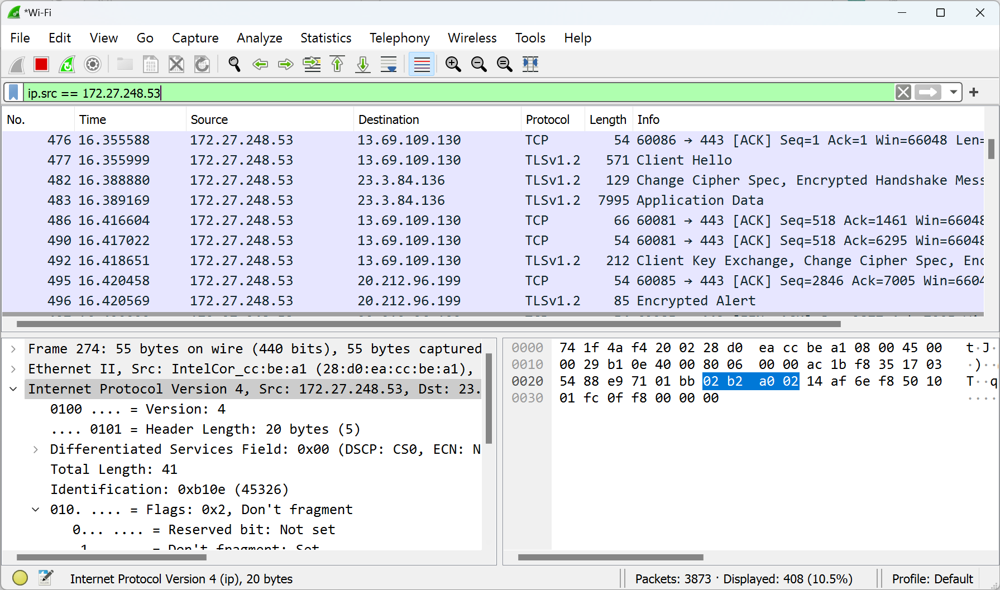 *Wi-Fi
File Edit View Go Capture Analyze Statistics Telephony Wireless Tools Help
ip.src == 172.27.248.53
No. Time Source Destination Protocol Length Info
476 16.355588 172.27.248.53 13.69.109.130 TCP 54 60086 → 443 [ACK] Seq=1 Ack=1 Win=66048 Len=
477 16.355999 172.27.248.53 13.69.109.130 TLSv1.2 571 Client Hello
482 16.388880 172.27.248.53 23.3.84.136 TLSv1.2 129 Change Cipher Spec, Encrypted Handshake Mess
483 16.389169 172.27.248.53 23.3.84.136 TLSv1.2 7995 Application Data
486 16.416604 172.27.248.53 13.69.109.130 TCP 66 60081 → 443 [ACK] Seq=518 Ack=1461 Win=66048
490 16.417022 172.27.248.53 13.69.109.130 TCP 54 60081 → 443 [ACK] Seq=518 Ack=6295 Win=66048
492 16.418651 172.27.248.53 13.69.109.130 TLSv1.2 212 Client Key Exchange, Change Cipher Spec, Enc
495 16.420458 172.27.248.53 20.212.96.199 TCP 54 60085 → 443 [ACK] Seq=2846 Ack=7005 Win=6604
496 16.420569 172.27.248.53 20.212.96.199 TLSv1.2 85 Encrypted Alert
Frame 274: 55 bytes on wire (440 bits), 55 bytes captured
Ethernet II, Src: IntelCor_cc:be:a1 (28:d0:ea:cc:be:a1),
Internet Protocol Version 4, Src: 172.27.248.53, Dst: 23.
0100 .... = Version: 4
.... 0101 = Header Length: 20 bytes (5)
Differentiated Services Field: 0x00 (DSCP: CS0, ECN: N
Total Length: 41
Identification: 0xb10e (45326)
010. .... = Flags: 0x2, Don't fragment
0... .... = Reserved bit: Not set
0000 74 1f 4a f4 20 02 28 d0 ea cc be a1 08 00 45 00 t·J·
0010 00 29 b1 0e 40 00 80 06 00 00 ac 1b f8 35 17 03 ·)··
0020 54 88 e9 71 01 bb 02 b2 a0 02 14 af 6e f8 50 10 T··q
0030 01 fc 0f f8 00 00 00 ····
Internet Protocol Version 4 (ip), 20 bytes
Packets: 3873 · Displayed: 408 (10.5%)
Profile: Default